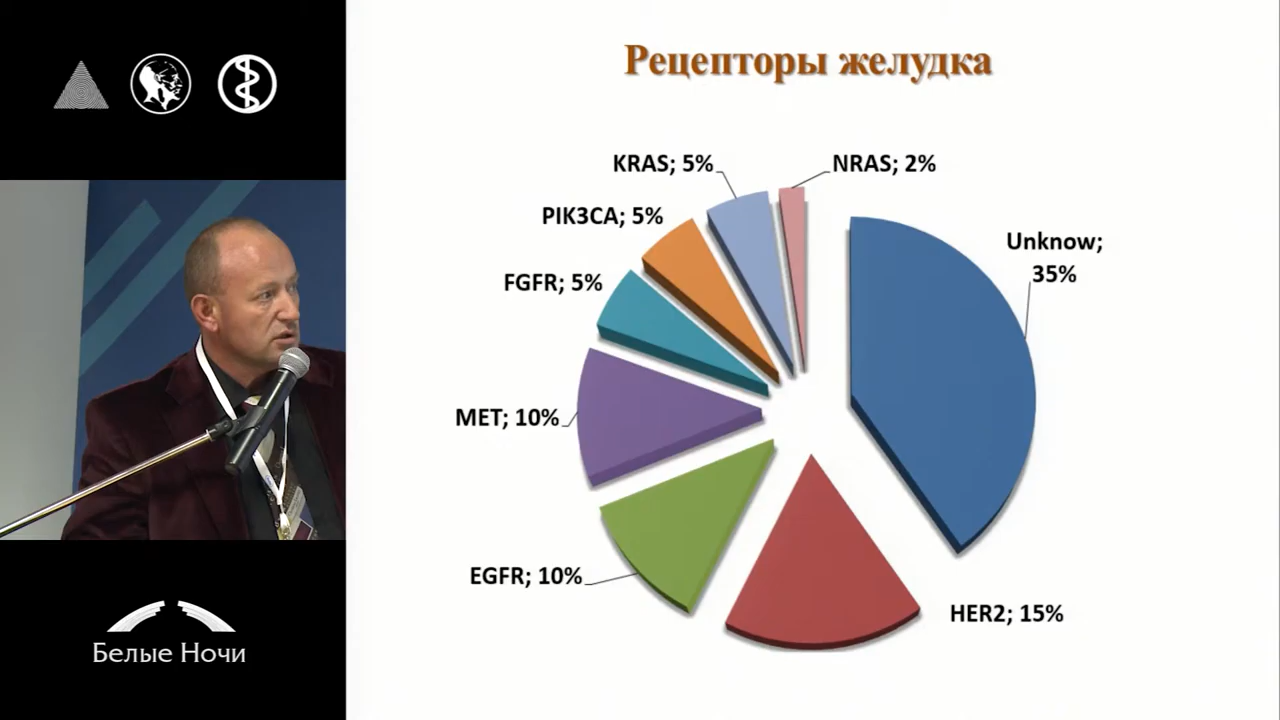 Рецепторы желудка
KRAS; 5%
NRAS; 2%
PIK3CA; 5%
Unknow;
35%
FGFR; 5%
MET; 10%
EGFR; 10%
HER2; 15%
Белые Ночи